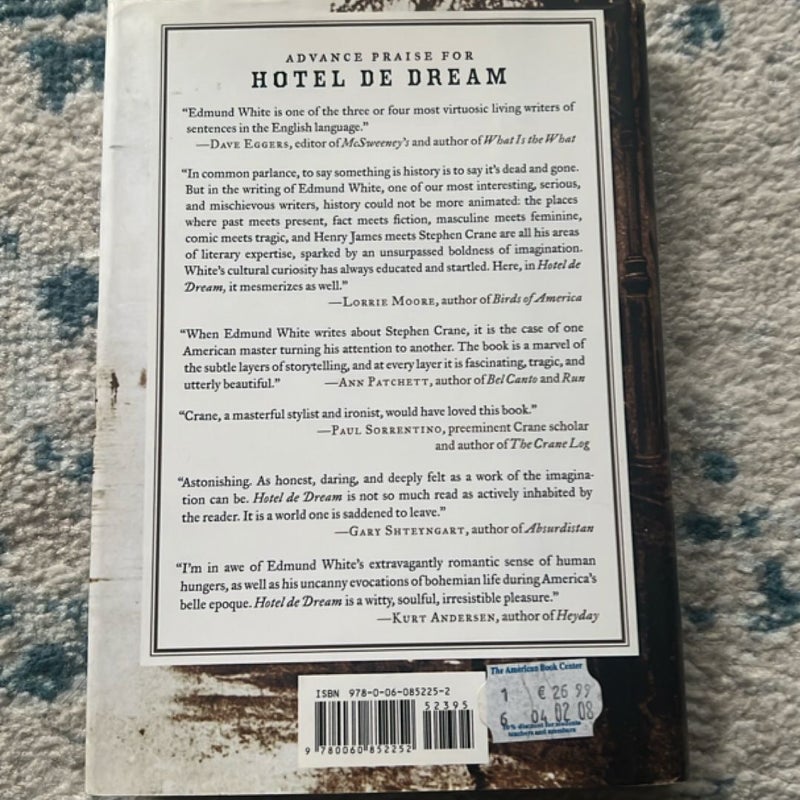 ADVANCE PRAISE FOR
HOTEL DE DREAM
“Edmund White is one of the three or four most virtuosic living writers of
sentences in the English language.”
—DAVE EGGERS, editor of McSweeney's and author of What Is the What
“In common parlance, to say something is history is to say it's dead and gone.
But in the writing of Edmund White, one of our most interesting, serious,
and mischievous writers, history could not be more animated: the places
where past meets present, fact meets fiction, masculine meets feminine,
comic meets tragic, and Henry James meets Stephen Crane are all his areas
of literary expertise, sparked by an unsurpassed boldness of imagination.
White's cultural curiosity has always educated and startled. Here, in Hotel de
Dream, it mesmerizes as well.”
—LORRIE MOORE, author of Birds of America
“When Edmund White writes about Stephen Crane, it is the case of one
American master turning his attention to another. The book is a marvel of
the subtle layers of storytelling, and at every layer it is fascinating, tragic, and
utterly beautiful.” —ANN PATCHETT, author of Bel Canto and Run
“Crane, a masterful stylist and ironist, would have loved this book.”
—PAUL SORRENTINO, preeminent Crane scholar
and author of The Crane Log
“Astonishing. As honest, daring, and deeply felt as a work of the imagina-
tion can be. Hotel de Dream is not so much read as actively inhabited by
the reader. It is a world one is saddened to leave.”
—GARY SHTEYNGART, author of Absurdistan
“I'm in awe of Edmund White's extravagantly romantic sense of human
hungers, as well as his uncanny evocations of bohemian life during America's
belle epoque. Hotel de Dream is a witty, soulful, irresistible pleasure.”
—KURT ANDERSEN, author of Heyday
ISBN 978-0-06-085225-2
52395
9 780060 852252
The American Book Center
1 € 26 99
6 04 02 08
10% discount for students
teachers and members